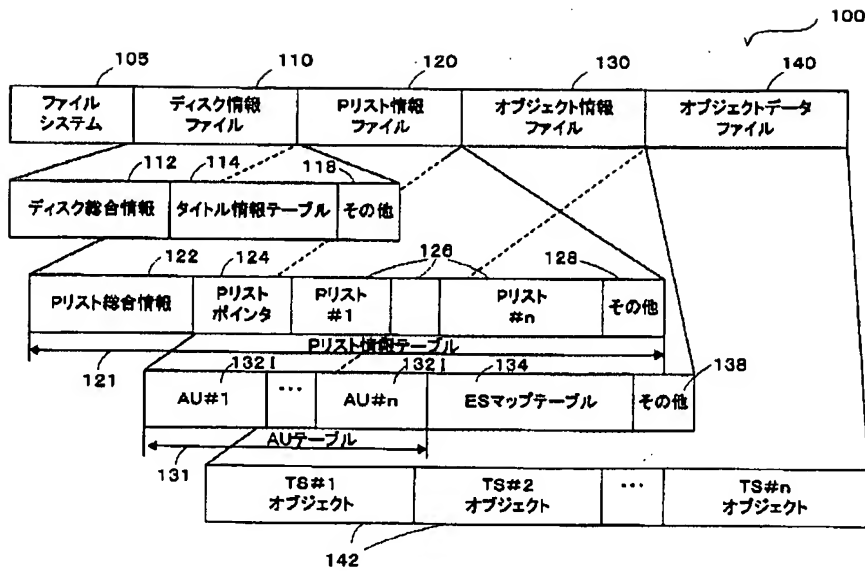 100
105 110 120 130 140
ファイル ディスク情報 Pリスト情報 オブジェクト情報 オブジェクトデータ
システム ファイル ファイル ファイル ファイル
112 114 118
ディスク総合情報 タイトル情報テーブル その他
122 124 126 128
Pリスト総合情報 Pリスト Pリスト Pリスト その他
ポインタ #1 #n
Pリスト情報テーブル
121 132I 132I 134 138
AU#1 ... AU#n ESマップテーブル その他
AUテーブル
131
TS#1 TS#2 ... TS#n
オブジェクト オブジェクト オブジェクト
142